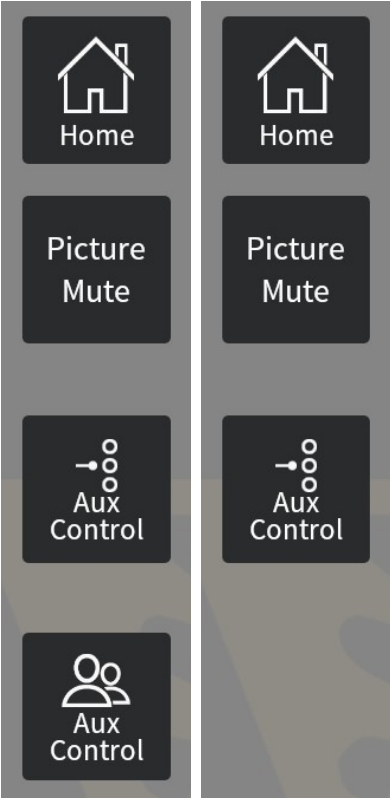 Home
Picture
Mute
Aux
Control
Aux
Control
Home
Picture
Mute
Aux
Control